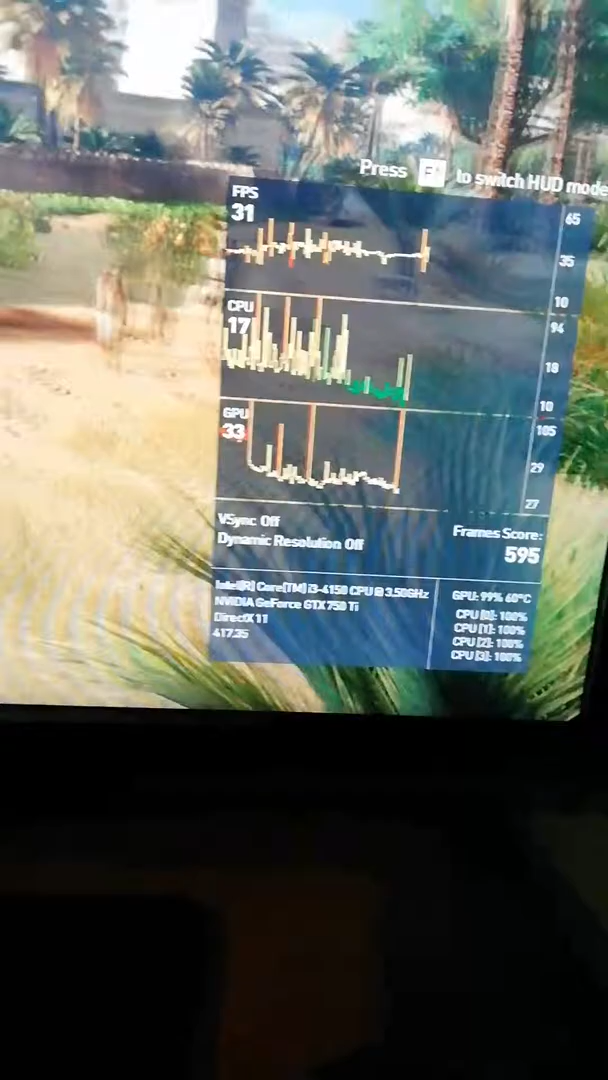 Press F1 to switch HUD mode
FPS
31
65
35
10
CPU
17
94
18
10
GPU
33
105
29
27
VSync Off
Dynamic Resolution Off
Frames Score:
595
Intel(R) Core(TM) i3-4150 CPU @ 3.50GHz
NVIDIA GeForce GTX 750 Ti
DirectX 11
417.35
GPU: 99% 60°C
CPU [0]: 100%
CPU [1]: 100%
CPU [2]: 100%
CPU [3]: 100%